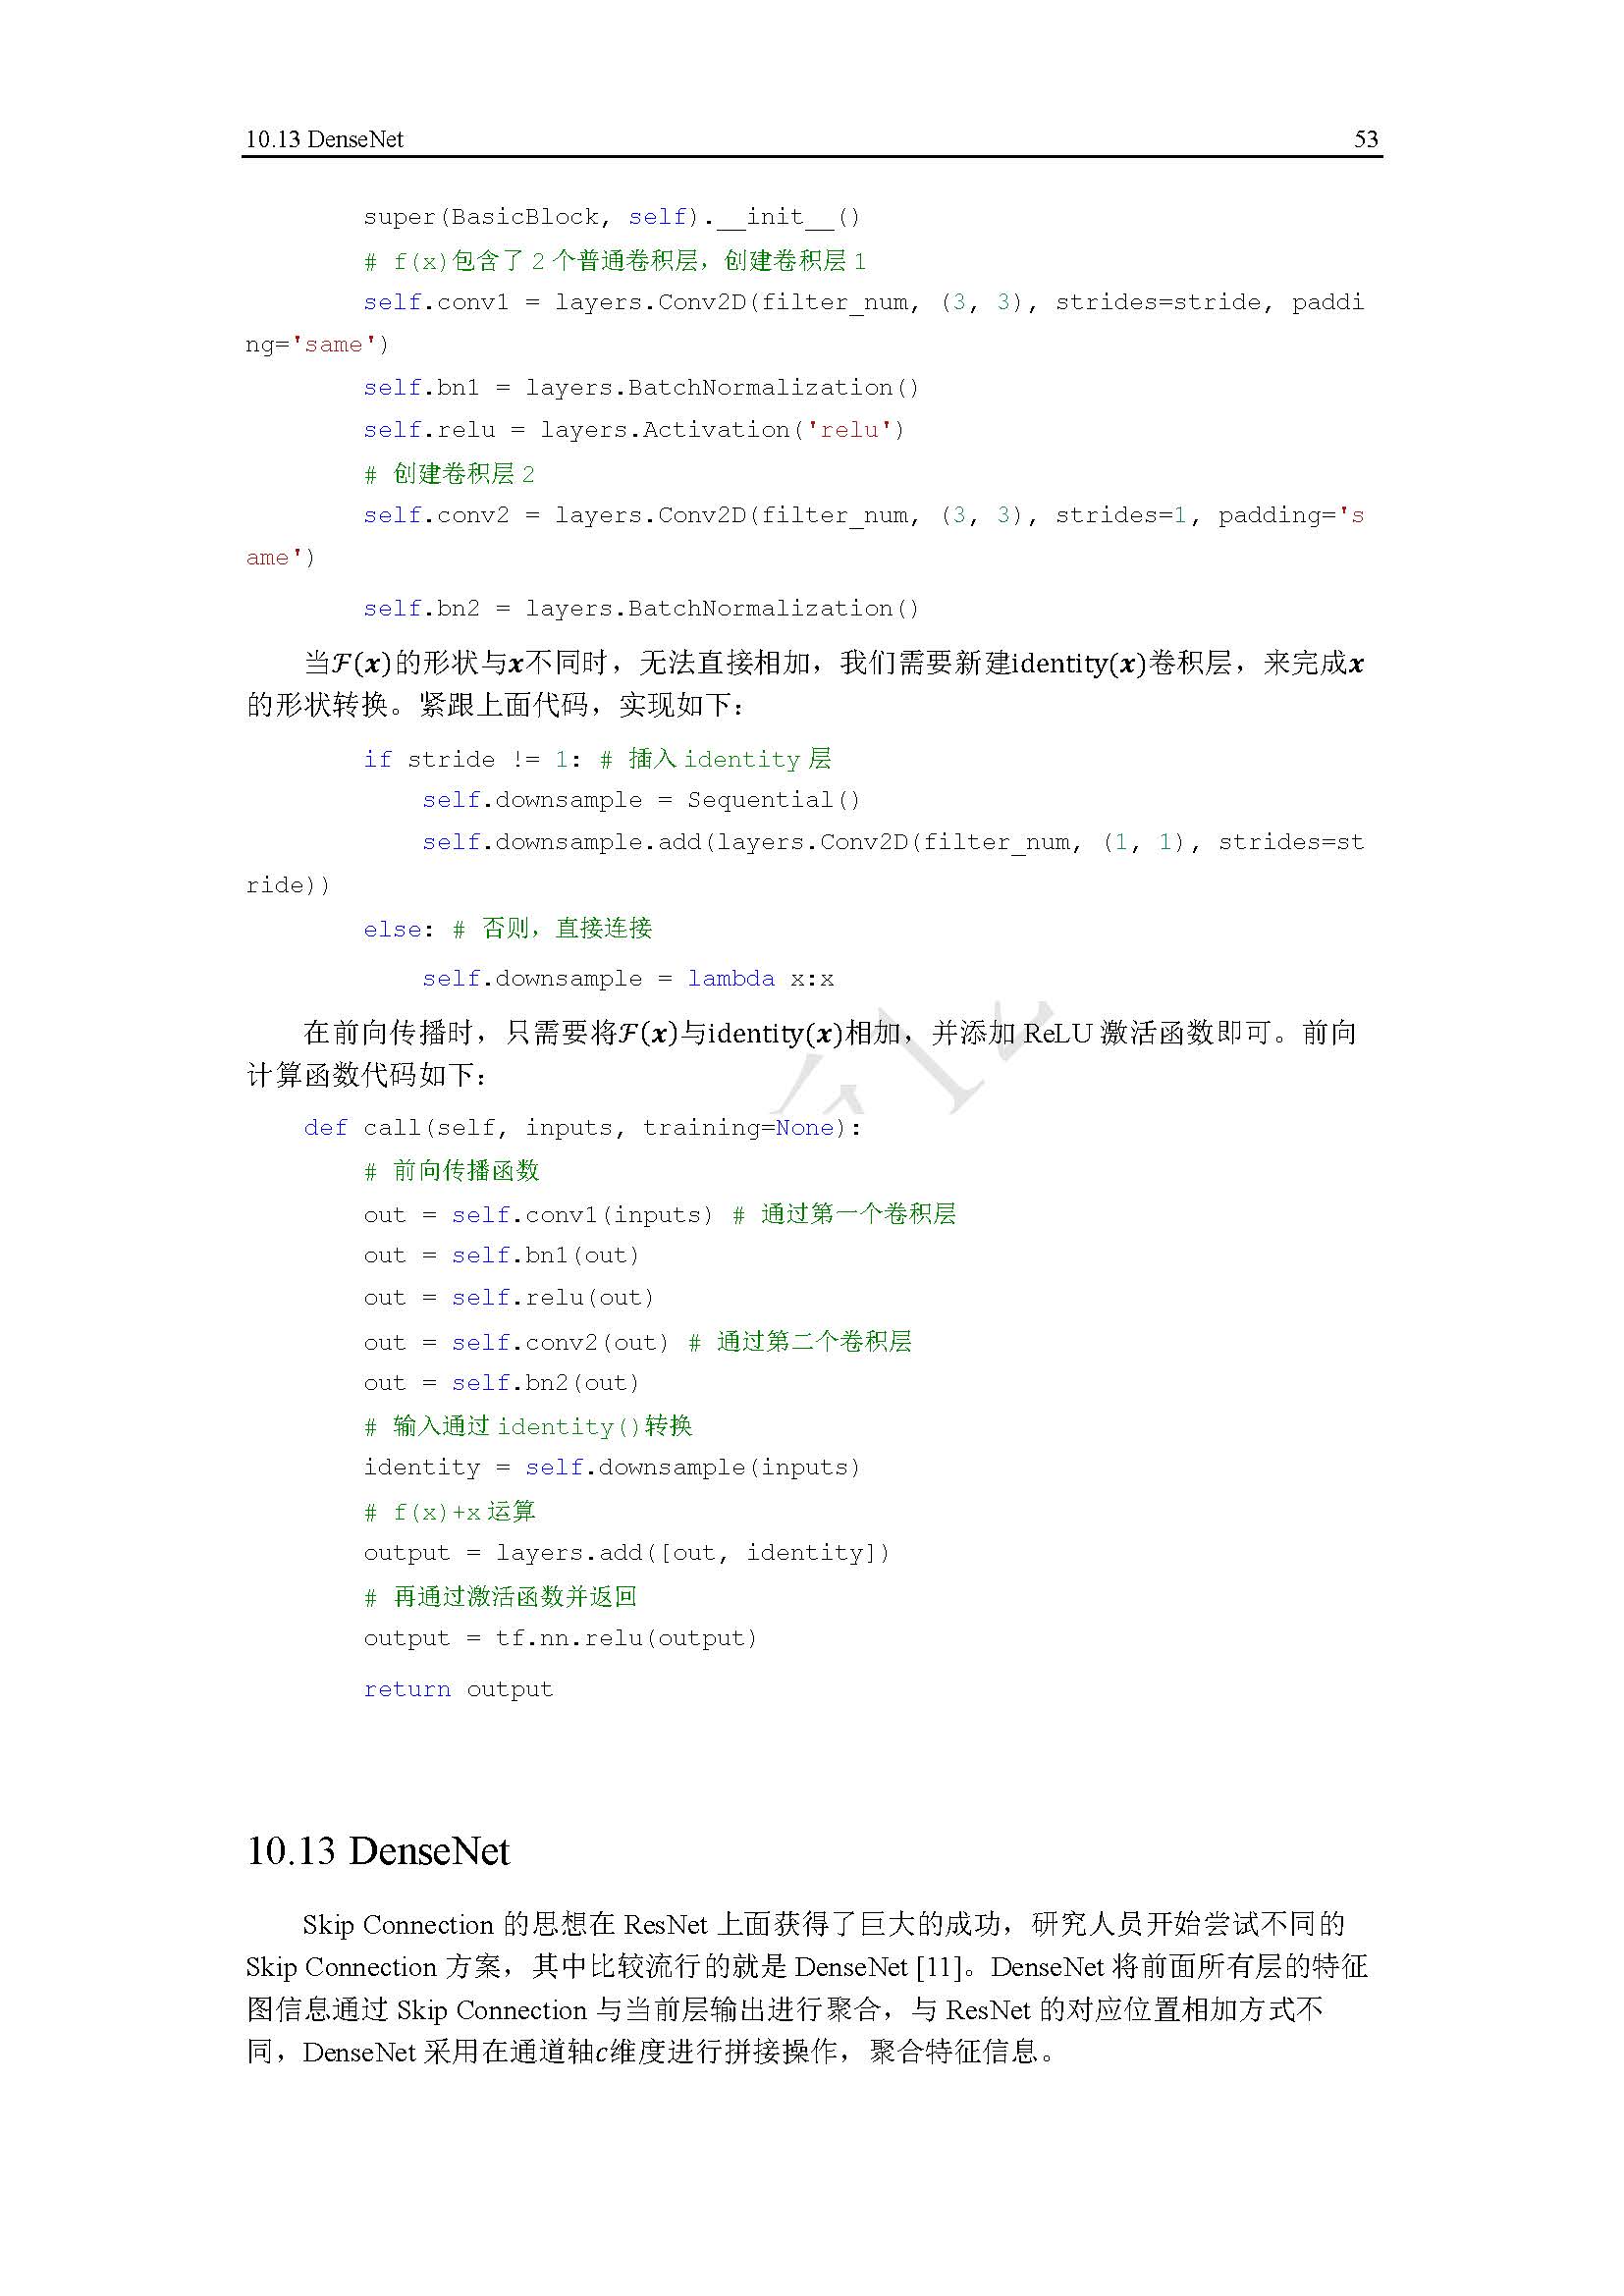 10.13 DenseNet 53
super(BasicBlock, self).__init__()
# f(x)包含了 2 个普通卷积层，创建卷积层 1
self.conv1 = layers.Conv2D(filter_num, (3, 3), strides=stride, paddi
ng='same')
self.bn1 = layers.BatchNormalization()
self.relu = layers.Activation('relu')
# 创建卷积层 2
self.conv2 = layers.Conv2D(filter_num, (3, 3), strides=1, padding='s
ame')
self.bn2 = layers.BatchNormalization()
当ℱ(𝒙)的形状与𝒙不同时，无法直接相加，我们需要新建identity(𝒙)卷积层，来完成𝒙
的形状转换。紧跟上面代码，实现如下：
if stride != 1: # 插入 identity 层
self.downsample = Sequential()
self.downsample.add(layers.Conv2D(filter_num, (1, 1), strides=st
ride))
else: # 否则，直接连接
self.downsample = lambda x:x
在前向传播时，只需要将ℱ(𝒙)与identity(𝒙)相加，并添加 ReLU 激活函数即可。前向
计算函数代码如下：
def call(self, inputs, training=None):
# 前向传播函数
out = self.conv1(inputs) # 通过第一个卷积层
out = self.bn1(out)
out = self.relu(out)
out = self.conv2(out) # 通过第二个卷积层
out = self.bn2(out)
# 输入通过 identity()转换
identity = self.downsample(inputs)
# f(x)+x 运算
output = layers.add([out, identity])
# 再通过激活函数并返回
output = tf.nn.relu(output)
return output
10.13 DenseNet
Skip Connection 的思想在 ResNet 上面获得了巨大的成功，研究人员开始尝试不同的
Skip Connection 方案，其中比较流行的就是 DenseNet [11]。DenseNet 将前面所有层的特征
图信息通过 Skip Connection 与当前层输出进行聚合，与 ResNet 的对应位置相加方式不
同，DenseNet 采用在通道轴𝑐维度进行拼接操作，聚合特征信息。